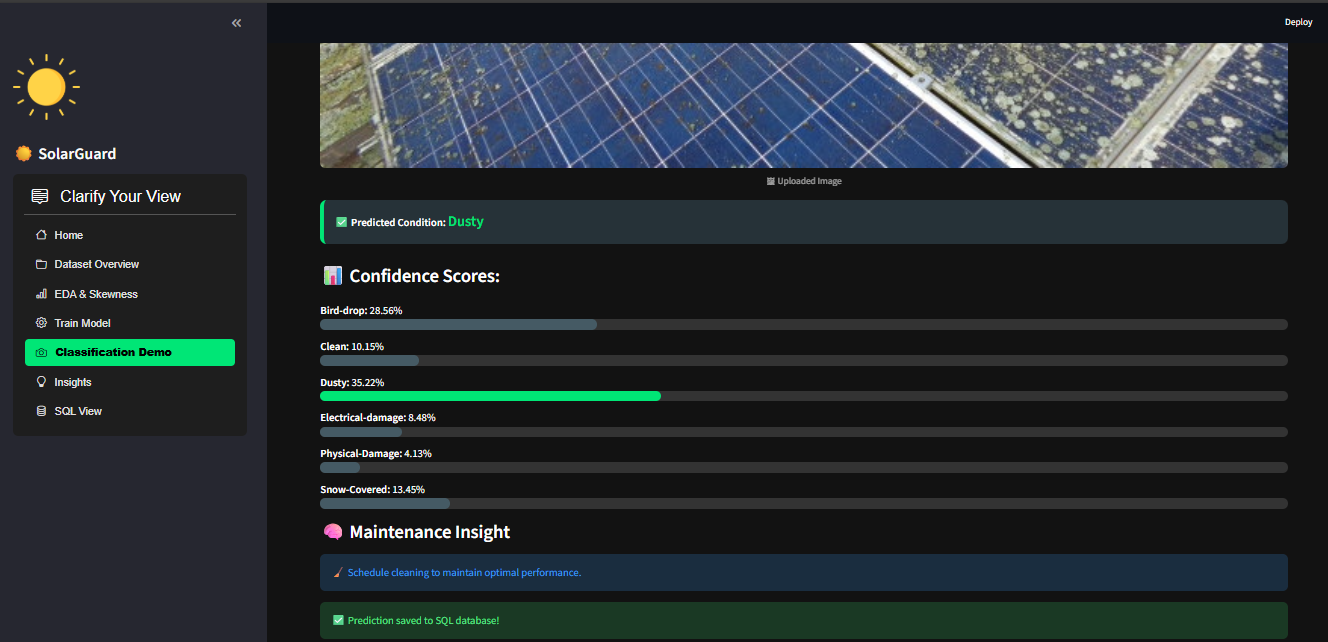 Deploy
SolarGuard
Clarify Your View
Home
Dataset Overview
EDA & Skewness
Train Model
Classification Demo
Insights
SQL View
Uploaded Image
Predicted Condition: Dusty
Confidence Scores:
Bird-drop: 28.56%
Clean: 10.15%
Dusty: 35.22%
Electrical-damage: 8.48%
Physical-Damage: 4.13%
Snow-Covered: 13.45%
Maintenance Insight
Schedule cleaning to maintain optimal performance.
Prediction saved to SQL database!